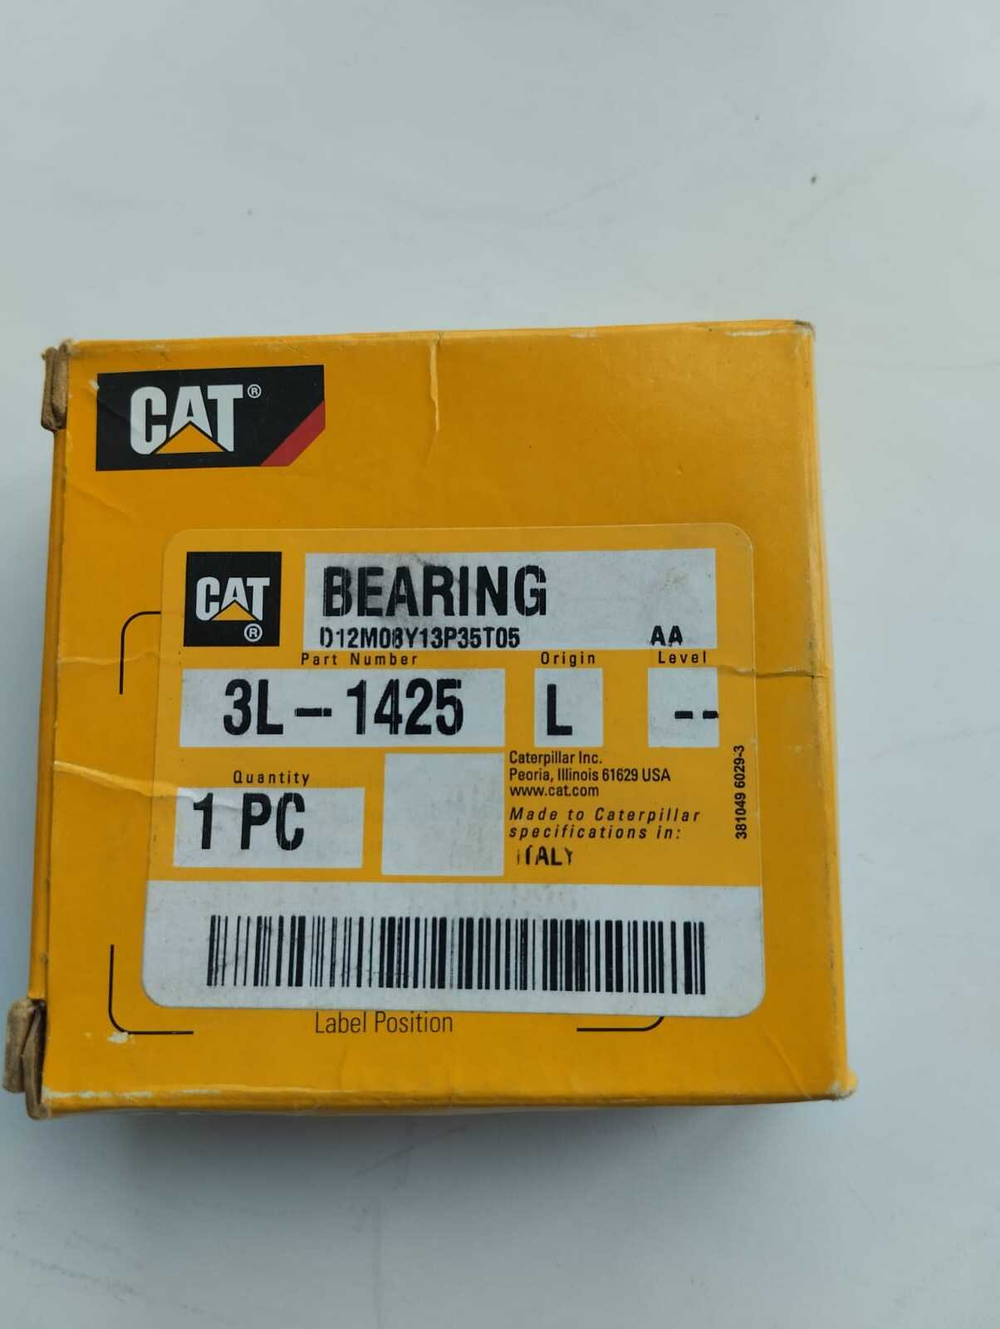 CAT®
CAT
®
BEARING
D12M08Y13P35T05 AA
Part Number Origin Level
3L-1425 L --
Quantity
1 PC
Caterpillar Inc.
Peoria, Illinois 61629 USA
www.cat.com
Made to Caterpillar
specifications in:
ITALY
381049 6029-3
Label Position